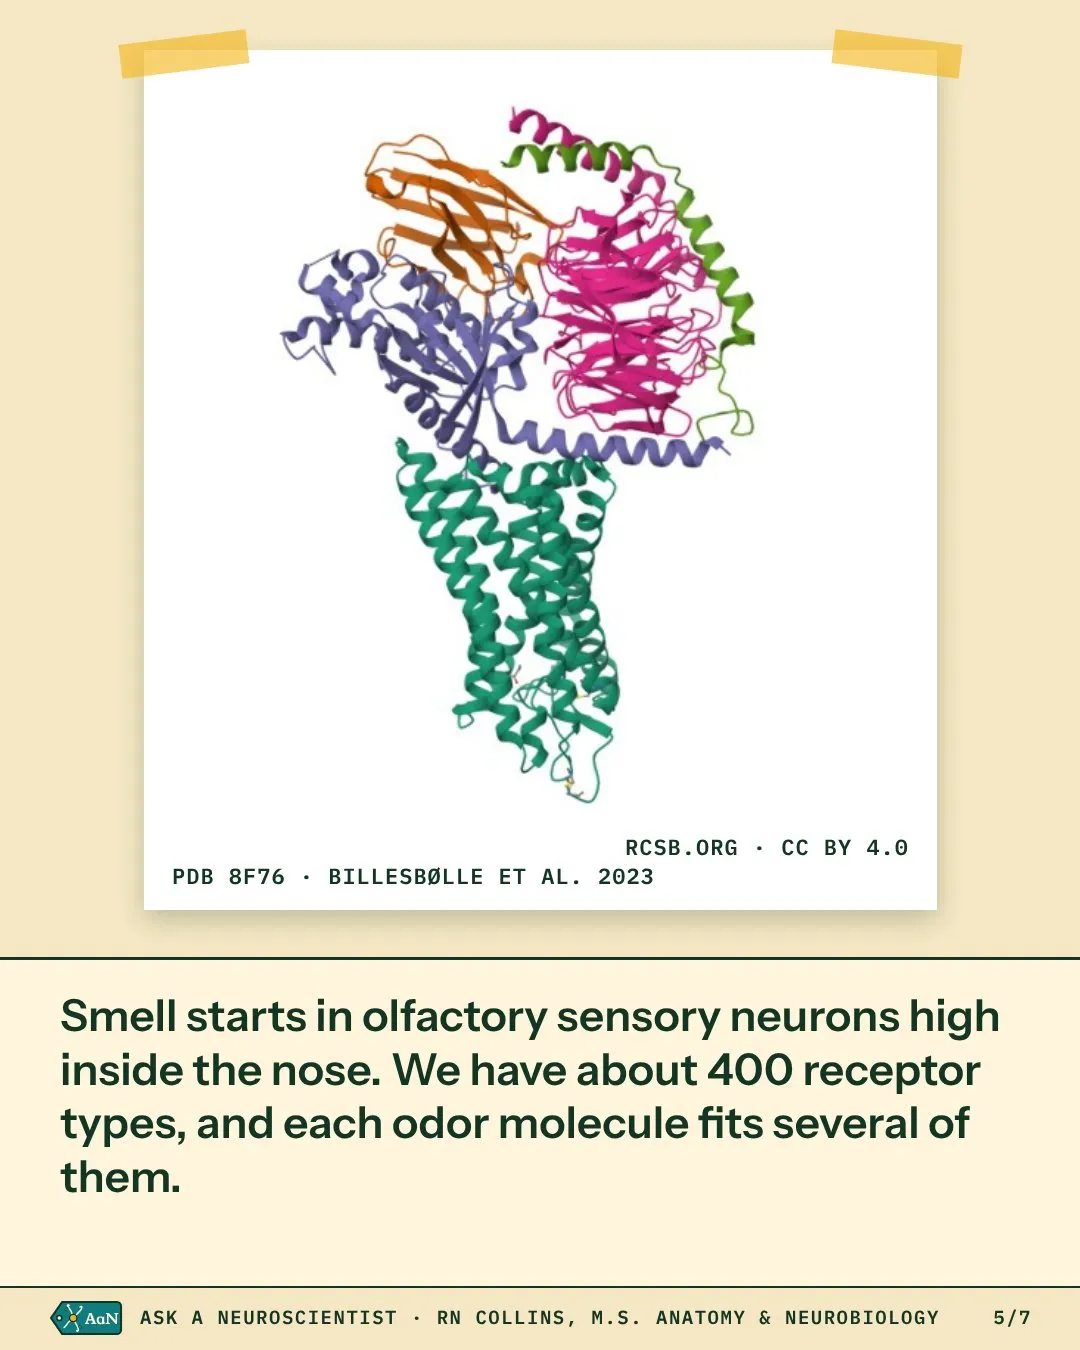 RCSB.ORG · CC BY 4.0
PDB 8F76 · BILLESBØLLE ET AL. 2023
Smell starts in olfactory sensory neurons high
inside the nose. We have about 400 receptor
types, and each odor molecule fits several of
them.
AaN ASK A NEUROSCIENTIST · RN COLLINS, M.S. ANATOMY & NEUROBIOLOGY 5/7